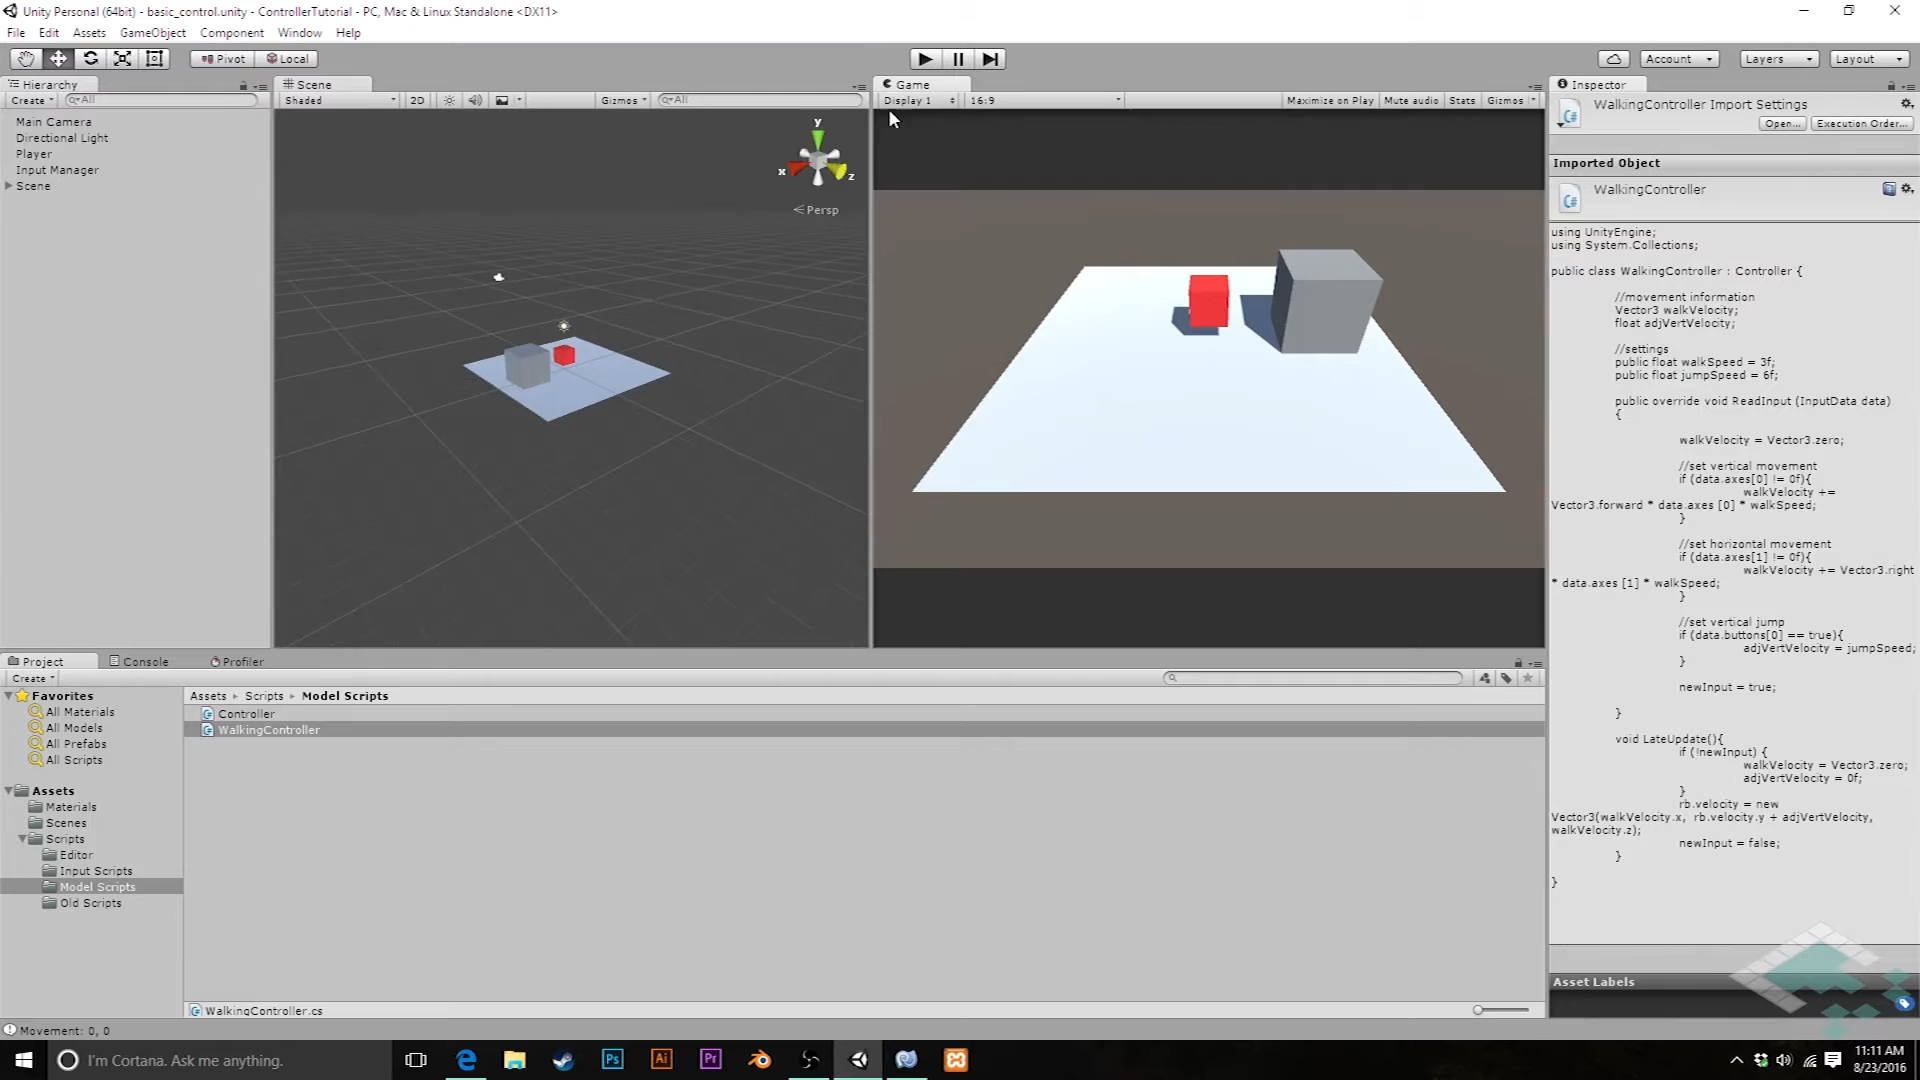 Unity Personal (64bit) - basic_control.unity - ControllerTutorial - PC, Mac & Linux Standalone <DX11>
File Edit Assets GameObject Component Window Help
Pivot Local
Account Layers Layout
Hierarchy
Create All
Main Camera
Directional Light
Player
Input Manager
Scene
Scene
Shaded 2D Gizmos All
y
x
z
Persp
Game
Display 1 16:9 Maximize on Play Mute audio Stats Gizmos
Inspector
WalkingController Import Settings
Open... Execution Order...
Imported Object
WalkingController
using UnityEngine;
using System.Collections;
public class WalkingController : Controller {
//movement information
Vector3 walkVelocity;
float adjVertVelocity;
//settings
public float walkSpeed = 3f;
public float jumpSpeed = 6f;
public override void ReadInput (InputData data)
{
walkVelocity = Vector3.zero;
//set vertical movement
if (data.axes[0] != 0f){
walkVelocity +=
Vector3.forward * data.axes [0] * walkSpeed;
}
//set horizontal movement
if (data.axes[1] != 0f){
walkVelocity += Vector3.right
* data.axes [1] * walkSpeed;
}
//set vertical jump
if (data.buttons[0] == true){
adjVertVelocity = jumpSpeed;
}
newInput = true;
}
void LateUpdate(){
if (!newInput) {
walkVelocity = Vector3.zero;
adjVertVelocity = 0f;
}
rb.velocity = new
Vector3(walkVelocity.x, rb.velocity.y + adjVertVelocity,
walkVelocity.z);
newInput = false;
}
}
Asset Labels
Project Console Profiler
Create
Favorites
All Materials
All Models
All Prefabs
All Scripts
Assets
Materials
Scenes
Scripts
Editor
Input Scripts
Model Scripts
Old Scripts
Assets Scripts Model Scripts
Controller
WalkingController
WalkingController.cs
Movement: 0, 0
I'm Cortana. Ask me anything.
Ps
Ai
Pr
11:11 AM
8/23/2016